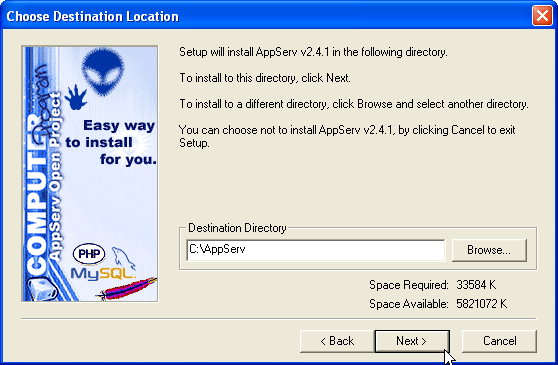 Choose Destination Location
COMPUTER
Program
AppServ Open Project
Easy way
to install
for you.
PHP
MySQL
Setup will install AppServ v2.4.1 in the following directory.
To install to this directory, click Next.
To install to a different directory, click Browse and select another directory.
You can choose not to install AppServ v2.4.1, by clicking Cancel to exit
Setup.
Destination Directory
C:\AppServ
Browse...
Space Required: 33584 K
Space Available: 5821072 K
< Back
Next >
Cancel